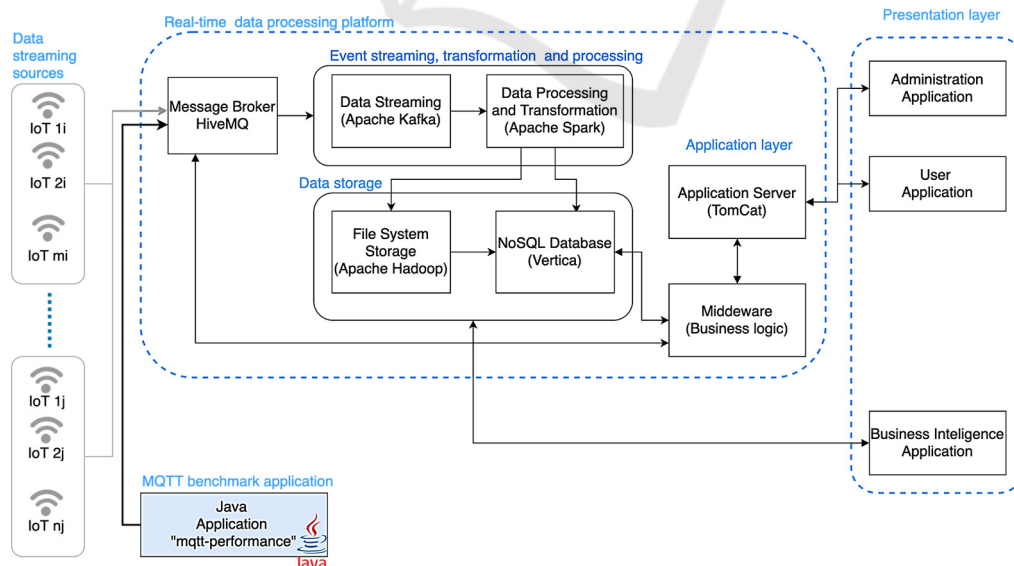 Real-time data processing platform
Presentation layer
Data
streaming
sources
Event streaming, transformation and processing
IoT 1i
IoT 2i
IoT mi
Message Broker
HiveMQ
Data Streaming
(Apache Kafka)
Data Processing
and Transformation
(Apache Spark)
Administration
Application
Application layer
User
Application
Data storage
Application Server
(TomCat)
File System
Storage
(Apache Hadoop)
NoSQL Database
(Vertica)
Middeware
(Business logic)
IoT 1j
IoT 2j
IoT nj
Business Inteligence
Application
MQTT benchmark application
Java
Application
"mqtt-performance"
Java